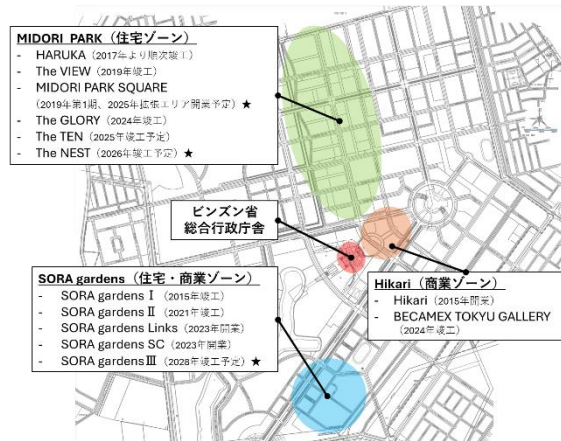 MIDORI PARK（住宅ゾーン）
- HARUKA（2017年より順次竣工）
- The VIEW（2019年竣工）
- MIDORI PARK SQUARE
（2019年第1期、2025年拡張エリア開業予定）★
- The GLORY（2024年竣工）
- The TEN（2025年竣工予定）
- The NEST（2026年竣工予定）★
ビンズン省
総合行政庁舎
SORA gardens（住宅・商業ゾーン）
- SORA gardens Ⅰ（2015年竣工）
- SORA gardens Ⅱ（2021年竣工）
- SORA gardens Links（2023年開業）
- SORA gardens SC（2023年開業）
- SORA gardens Ⅲ（2028年竣工予定）★
Hikari（商業ゾーン）
- Hikari（2015年開業）
- BECAMEX TOKYU GALLERY
（2024年竣工）